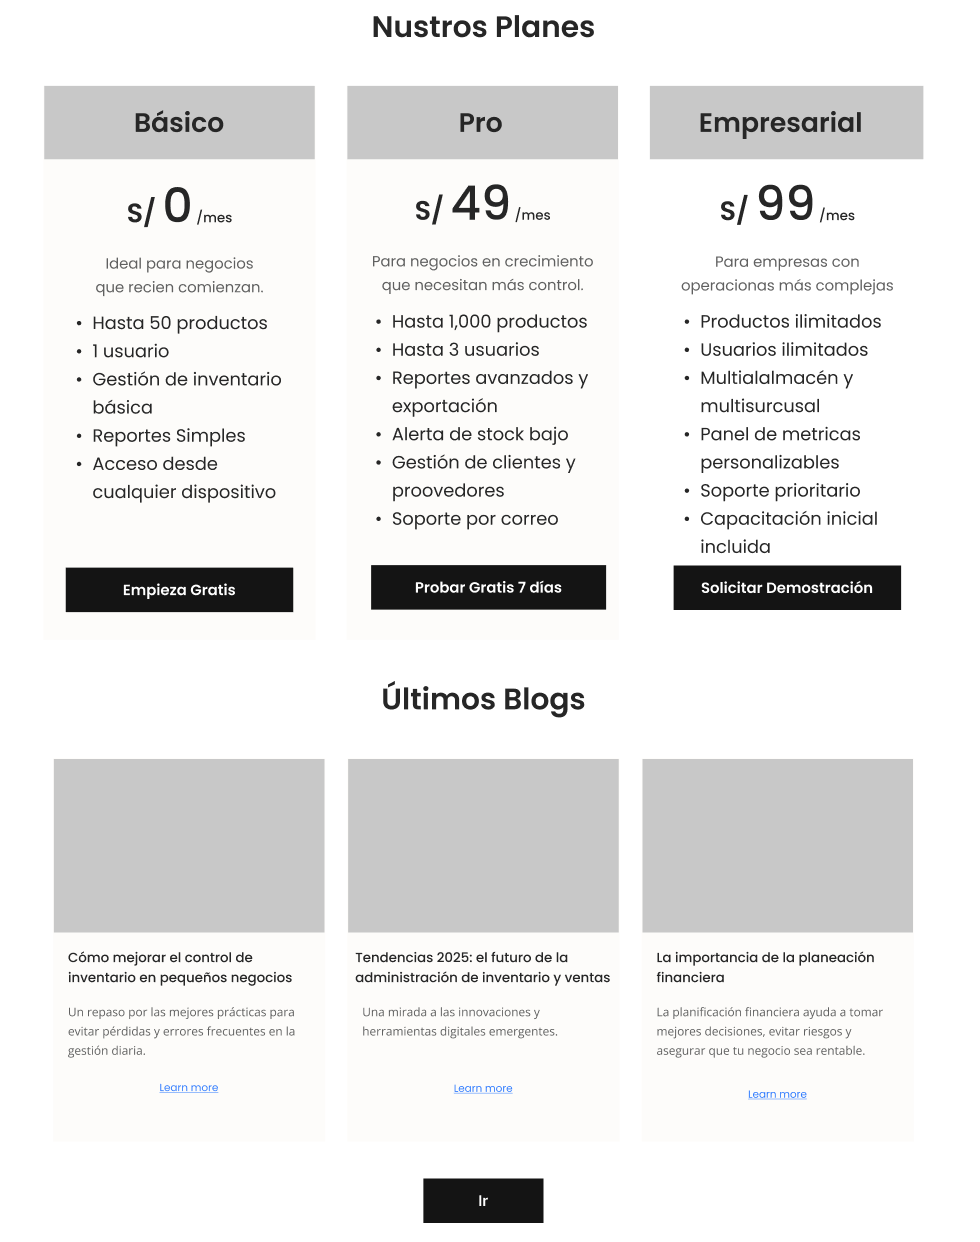 Nustros Planes
Básico
s/ 0 /mes
Ideal para negocios
que recien comienzan.
• Hasta 50 productos
• 1 usuario
• Gestión de inventario
básica
• Reportes Simples
• Acceso desde
cualquier dispositivo
Empieza Gratis
Pro
s/ 49 /mes
Para negocios en crecimiento
que necesitan más control.
• Hasta 1,000 productos
• Hasta 3 usuarios
• Reportes avanzados y
exportación
• Alerta de stock bajo
• Gestión de clientes y
proovedores
• Soporte por correo
Probar Gratis 7 días
Empresarial
s/ 99 /mes
Para empresas con
operacionas más complejas
• Productos ilimitados
• Usuarios ilimitados
• Multialalmacén y
multisurcusal
• Panel de metricas
personalizables
• Soporte prioritario
• Capacitación inicial
incluida
Solicitar Demostración
Últimos Blogs
Cómo mejorar el control de
inventario en pequeños negocios
Un repaso por las mejores prácticas para
evitar pérdidas y errores frecuentes en la
gestión diaria.
Learn more
Tendencias 2025: el futuro de la
administración de inventario y ventas
Una mirada a las innovaciones y
herramientas digitales emergentes.
Learn more
La importancia de la planeación
financiera
La planificación financiera ayuda a tomar
mejores decisiones, evitar riesgos y
asegurar que tu negocio sea rentable.
Learn more
Ir